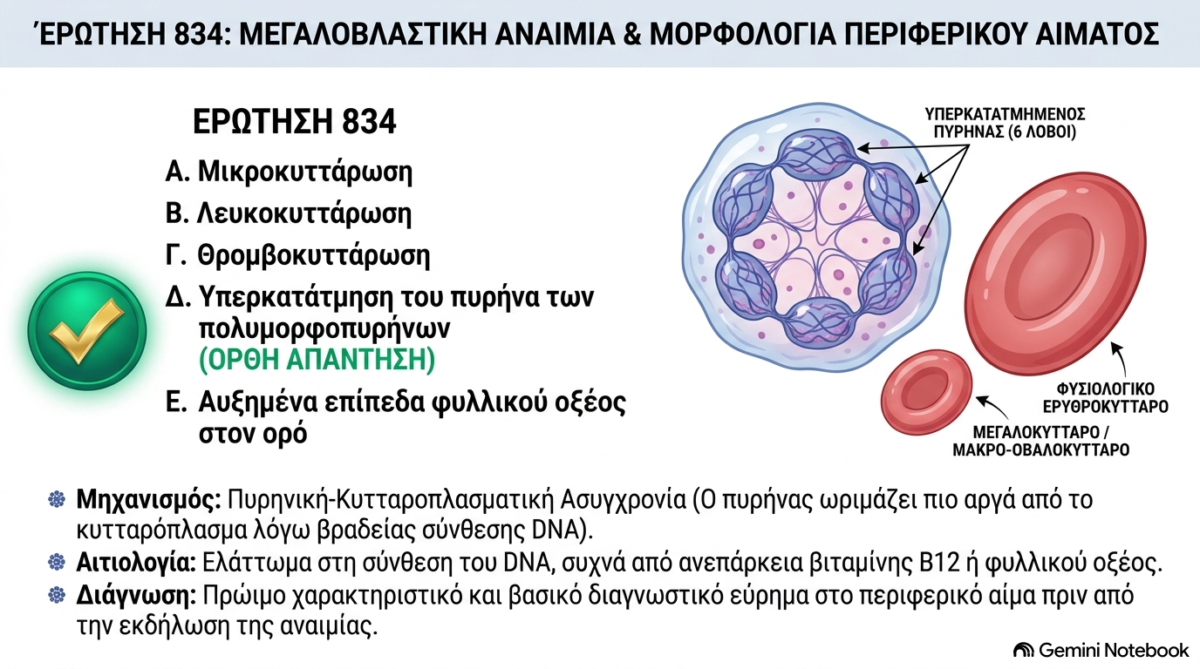 ΈΡΩΤΗΣΗ 834: ΜΕΓΑΛΟΒΛΑΣΤΙΚΗ ΑΝΑΙΜΙΑ & ΜΟΡΦΟΛΟΓΙΑ ΠΕΡΙΦΕΡΙΚΟΥ ΑΙΜΑΤΟΣ
ΕΡΩΤΗΣΗ 834
Α. Μικροκυττάρωση
Β. Λευκοκυττάρωση
Γ. Θρομβοκυττάρωση
Δ. Υπερκατάτμηση του πυρήνα των
πολυμορφοπυρήνων
(ΟΡΘΗ ΑΠΑΝΤΗΣΗ)
Ε. Αυξημένα επίπεδα φυλλικού οξέος
στον ορό
ΥΠΕΡΚΑΤΑΤΜΗΜΕΝΟΣ
ΠΥΡΗΝΑΣ (6 ΛΟΒΟΙ)
ΦΥΣΙΟΛΟΓΙΚΟ
ΕΡΥΘΡΟΚΥΤΤΑΡΟ
ΜΕΓΑΛΟΚΥΤΤΑΡΟ /
ΜΑΚΡΟ-ΟΒΑΛΟΚΥΤΤΑΡΟ
Μηχανισμός: Πυρηνική-Κυτταροπλασματική Ασυγχρονία (Ο πυρήνας ωριμάζει πιο αργά από το
κυτταρόπλασμα λόγω βραδείας σύνθεσης DNA).
Αιτιολογία: Ελάττωμα στη σύνθεση του DNA, συχνά από ανεπάρκεια βιταμίνης Β12 ή φυλλικού οξέος.
Διάγνωση: Πρώιμο χαρακτηριστικό και βασικό διαγνωστικό εύρημα στο περιφερικό αίμα πριν από
την εκδήλωση της αναιμίας.
Gemini Notebook